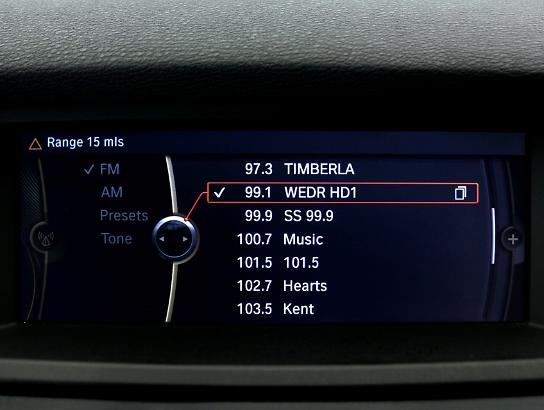 Range 15 mls
FM 97.3 TIMBERLA
AM 99.1 WEDR HD1
Presets 99.9 SS 99.9
Tone 100.7 Music
101.5 101.5
102.7 Hearts
103.5 Kent